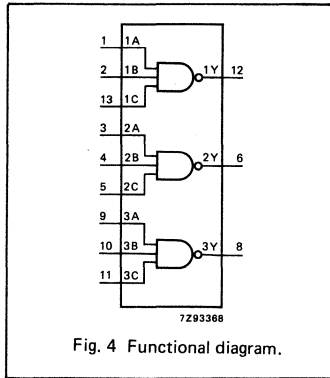 1 1A
2 1B 1Y 12
13 1C
3 2A
4 2B 2Y 6
5 2C
9 3A
10 3B 3Y 8
11 3C
7Z93368
Fig. 4 Functional diagram.